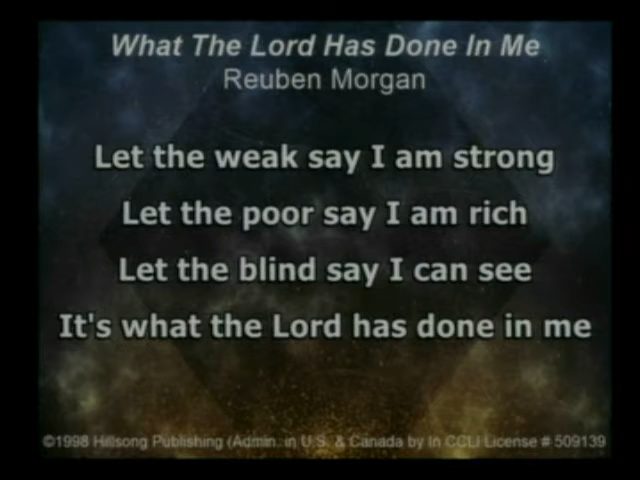 What The Lord Has Done In Me
Reuben Morgan
Let the weak say I am strong
Let the poor say I am rich
Let the blind say I can see
It's what the Lord has done in me
©1998 Hillsong Publishing (Admin. in U.S. & Canada by In CCLI License # 509139